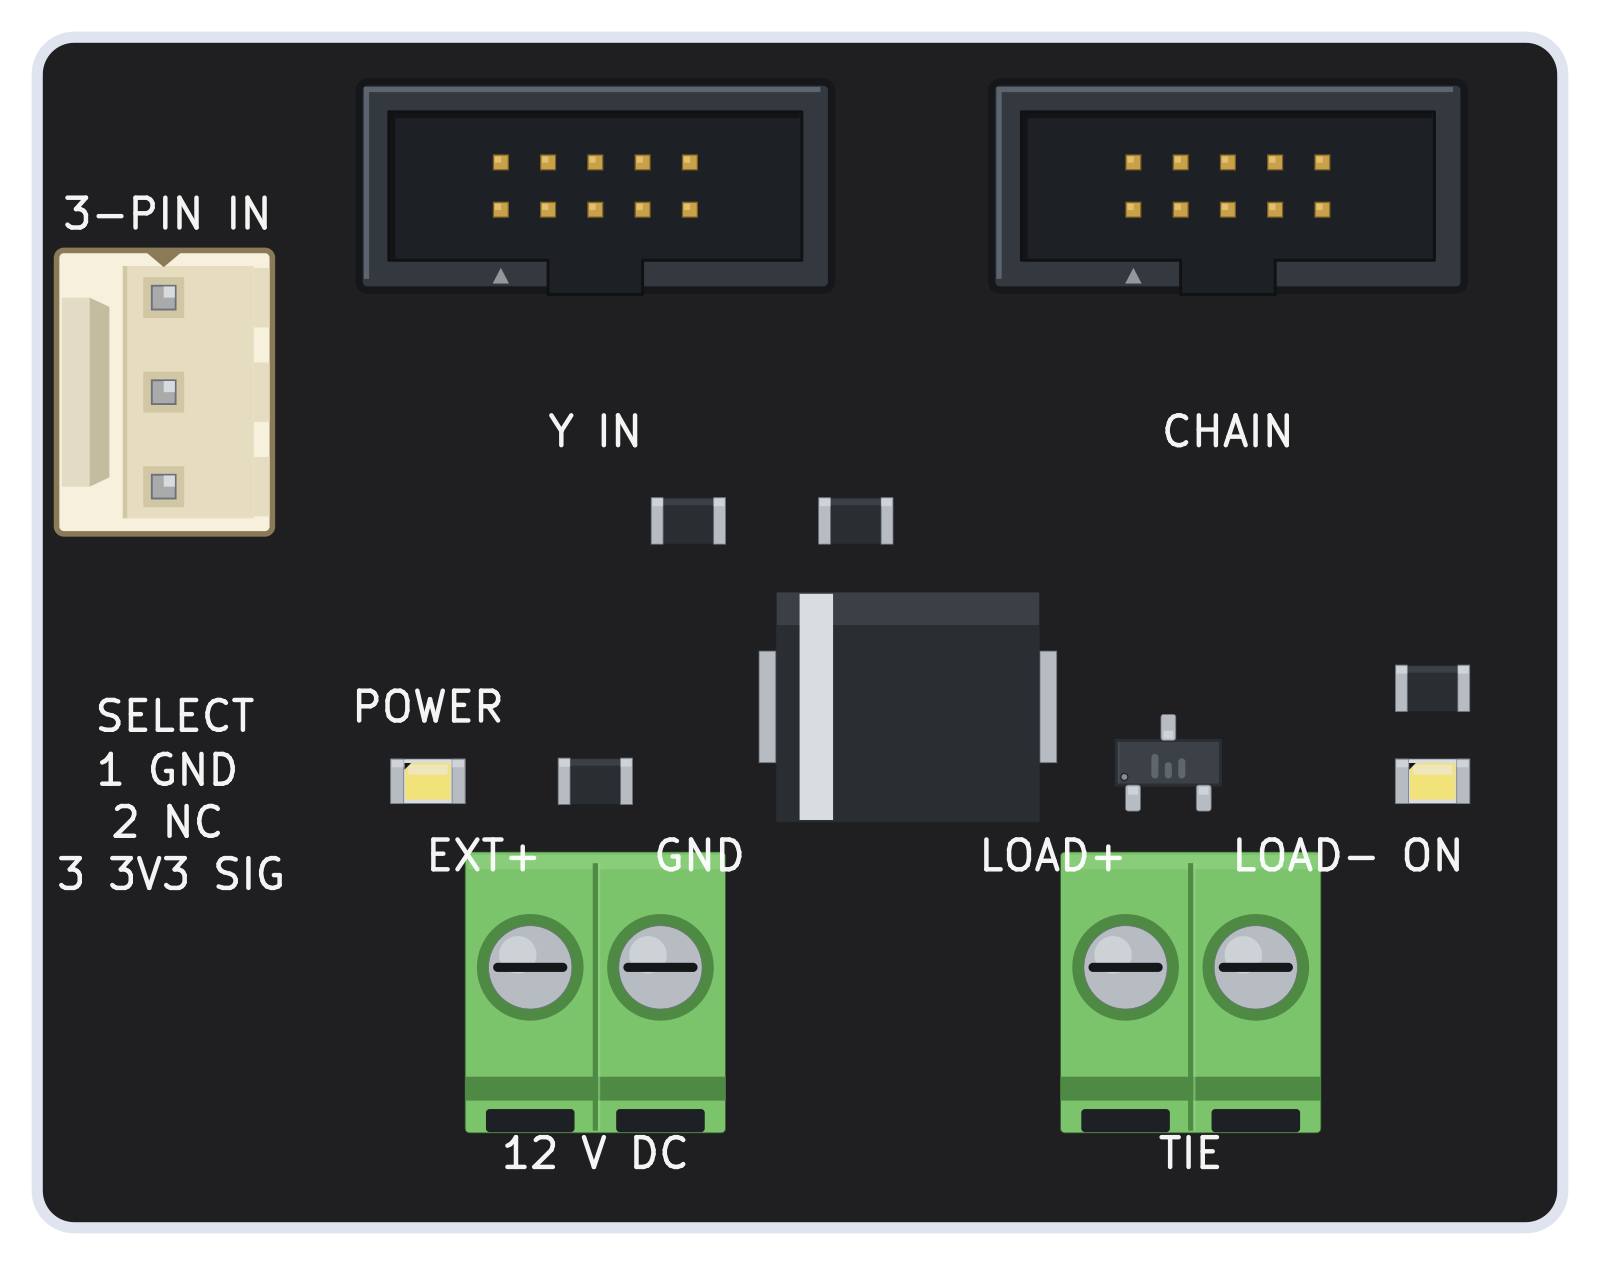 3-PIN IN
Y IN
CHAIN
SELECT
1 GND
2 NC
3 3V3 SIG
POWER
EXT+
GND
LOAD+
LOAD-
ON
12 V DC
TIE